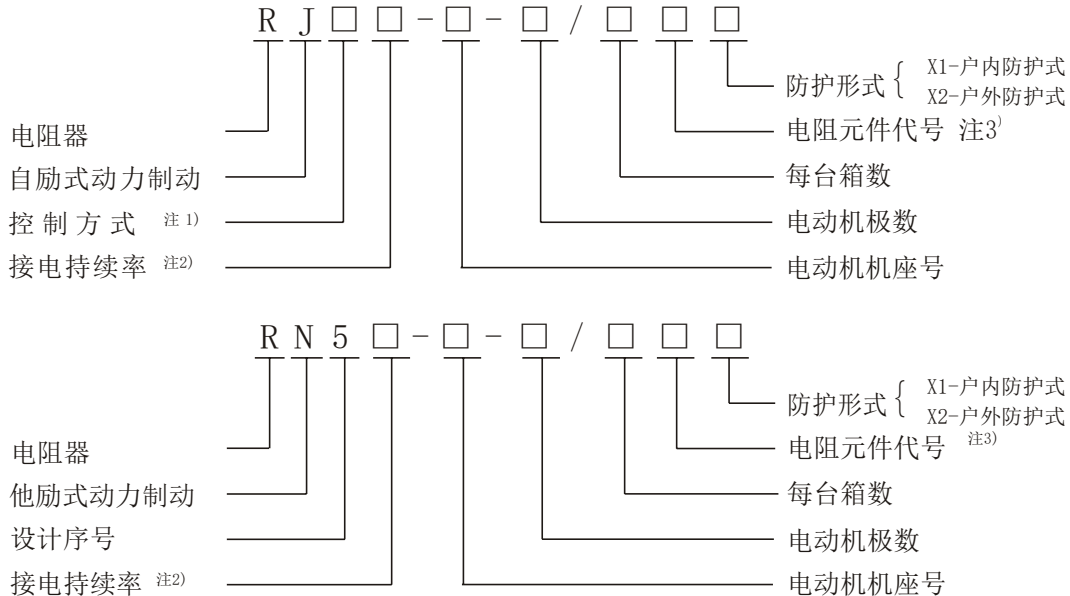 R J □ □ - □ - □ / □ □ □
防护形式 { X1-户内防护式
X2-户外防护式
电阻器
电阻元件代号 注3)
自励式动力制动
每台箱数
控制方式 注1)
电动机极数
接电持续率 注2)
电动机机座号
R N 5 □ - □ - □ / □ □ □
防护形式 { X1-户内防护式
X2-户外防护式
电阻器
电阻元件代号 注3)
他励式动力制动
每台箱数
设计序号
电动机极数
接电持续率 注2)
电动机机座号